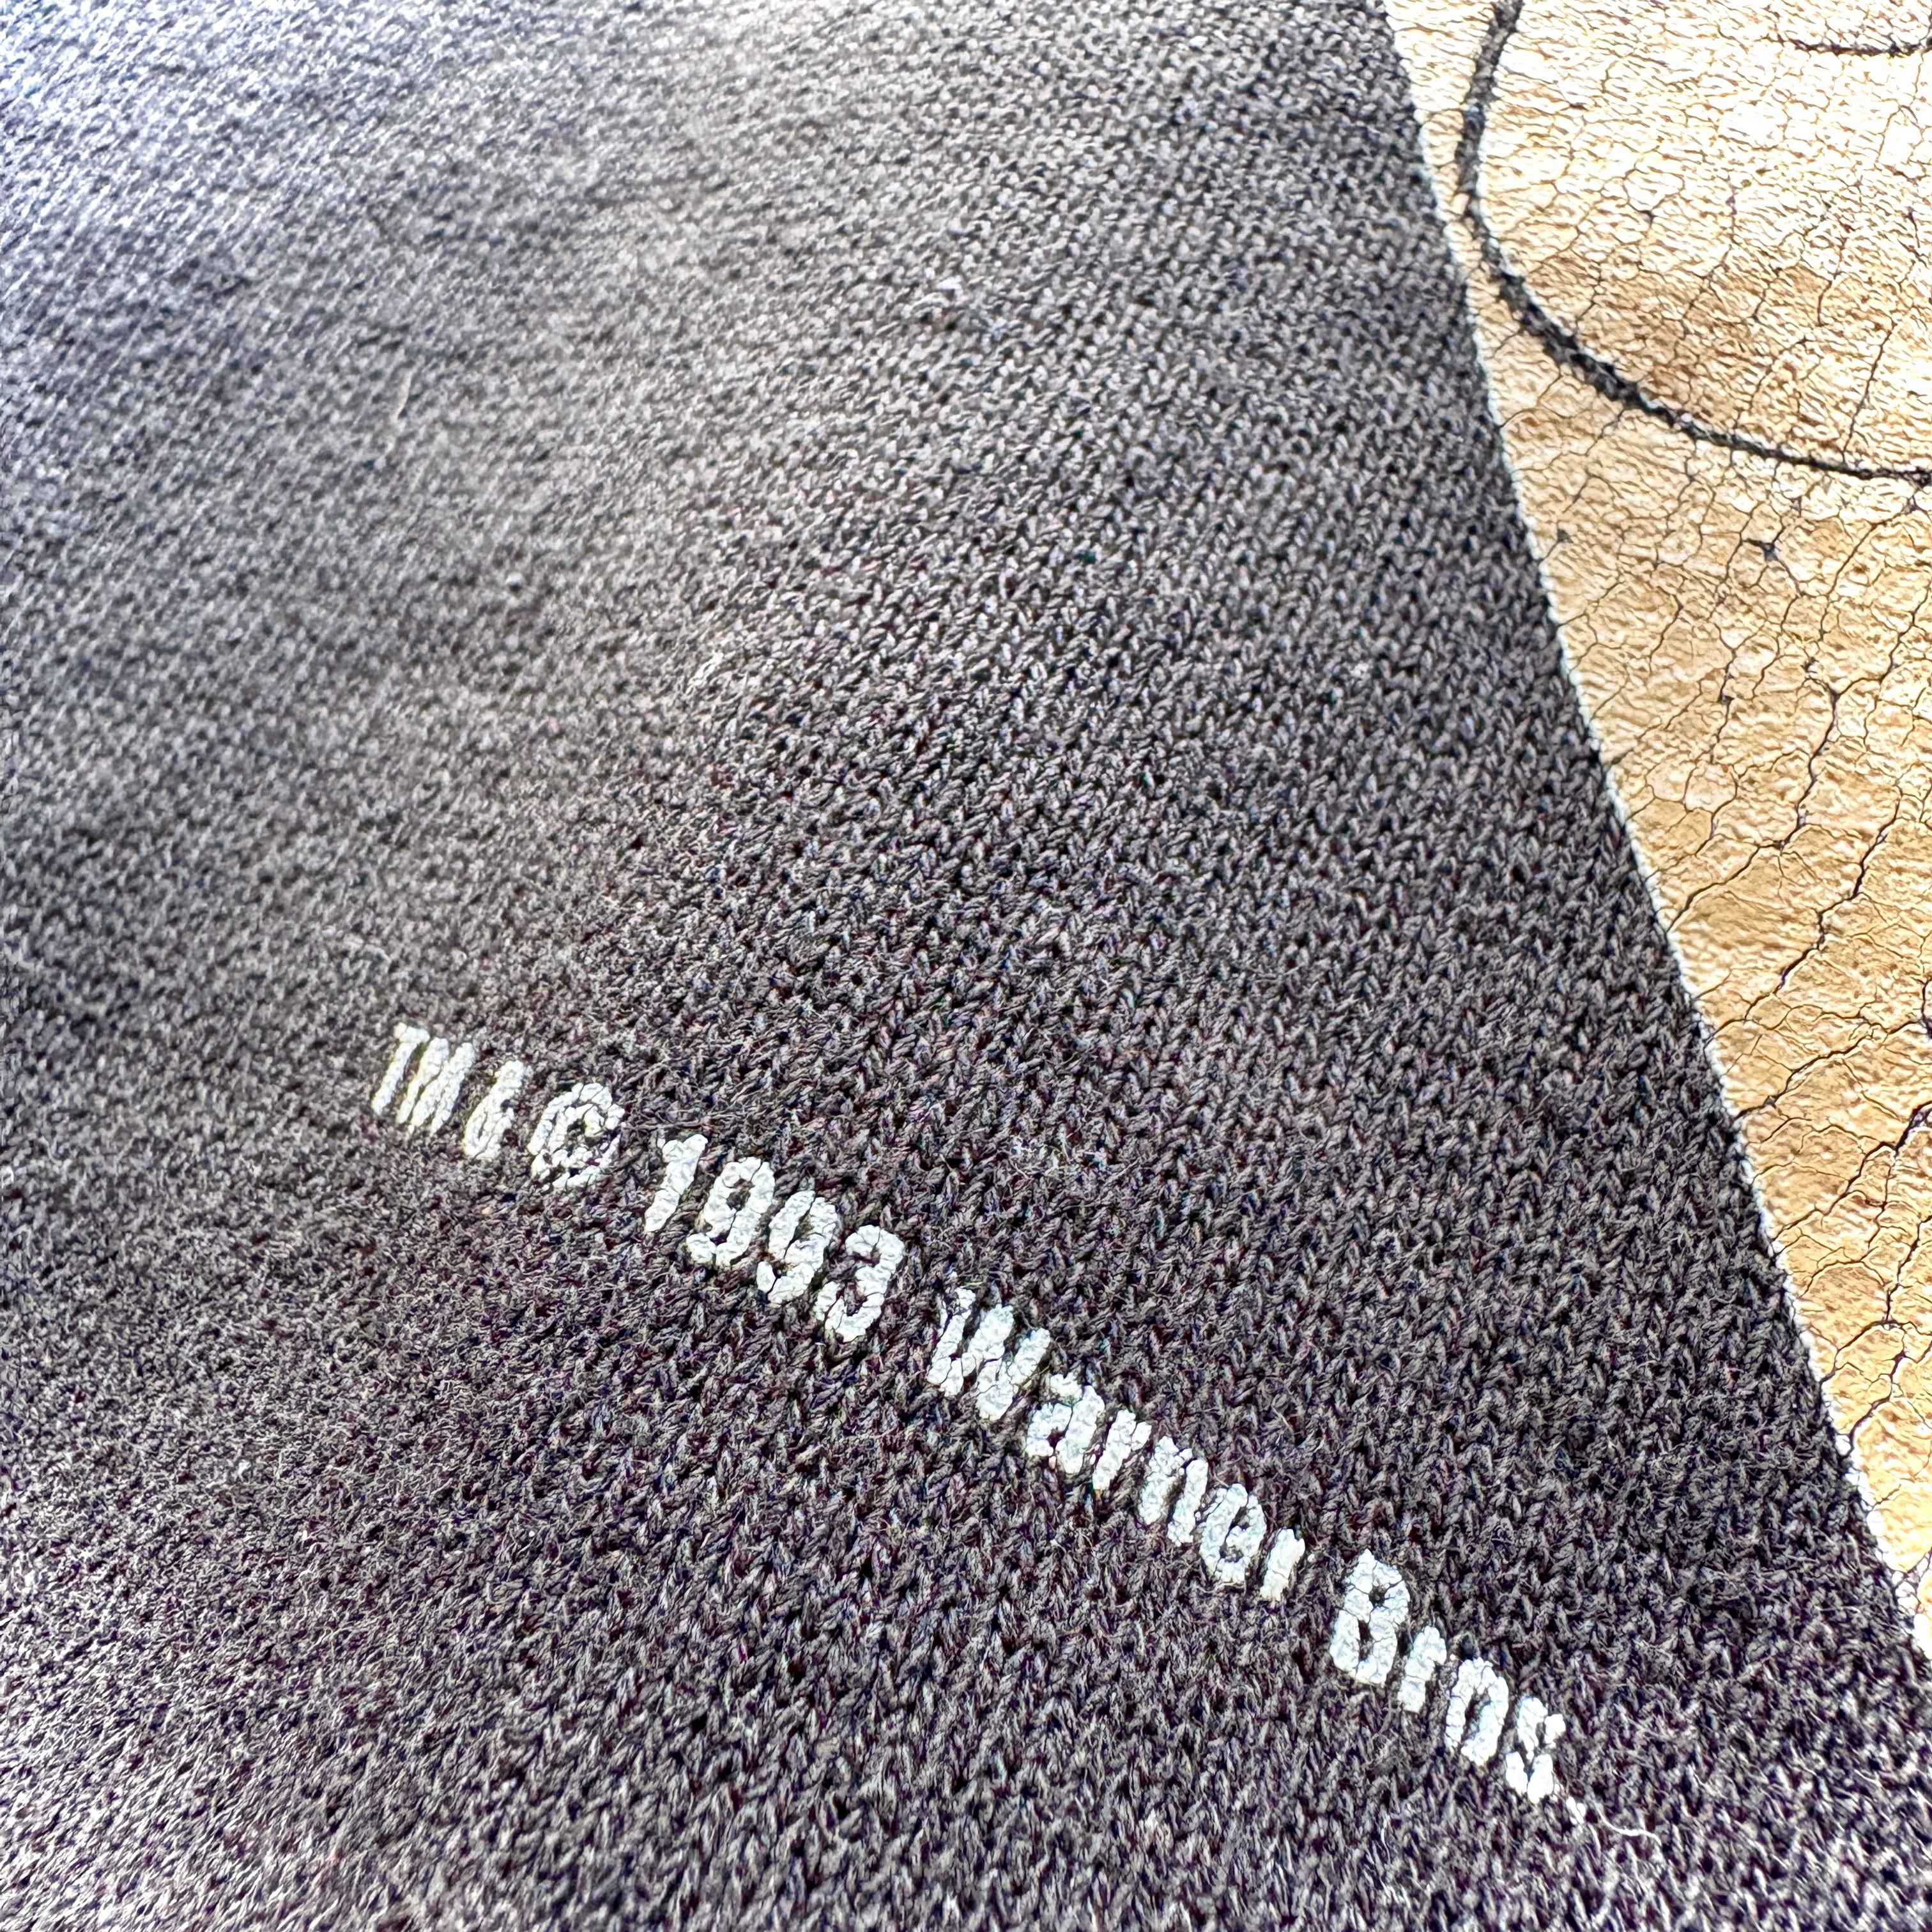 TM & © 1993 Warner Bros